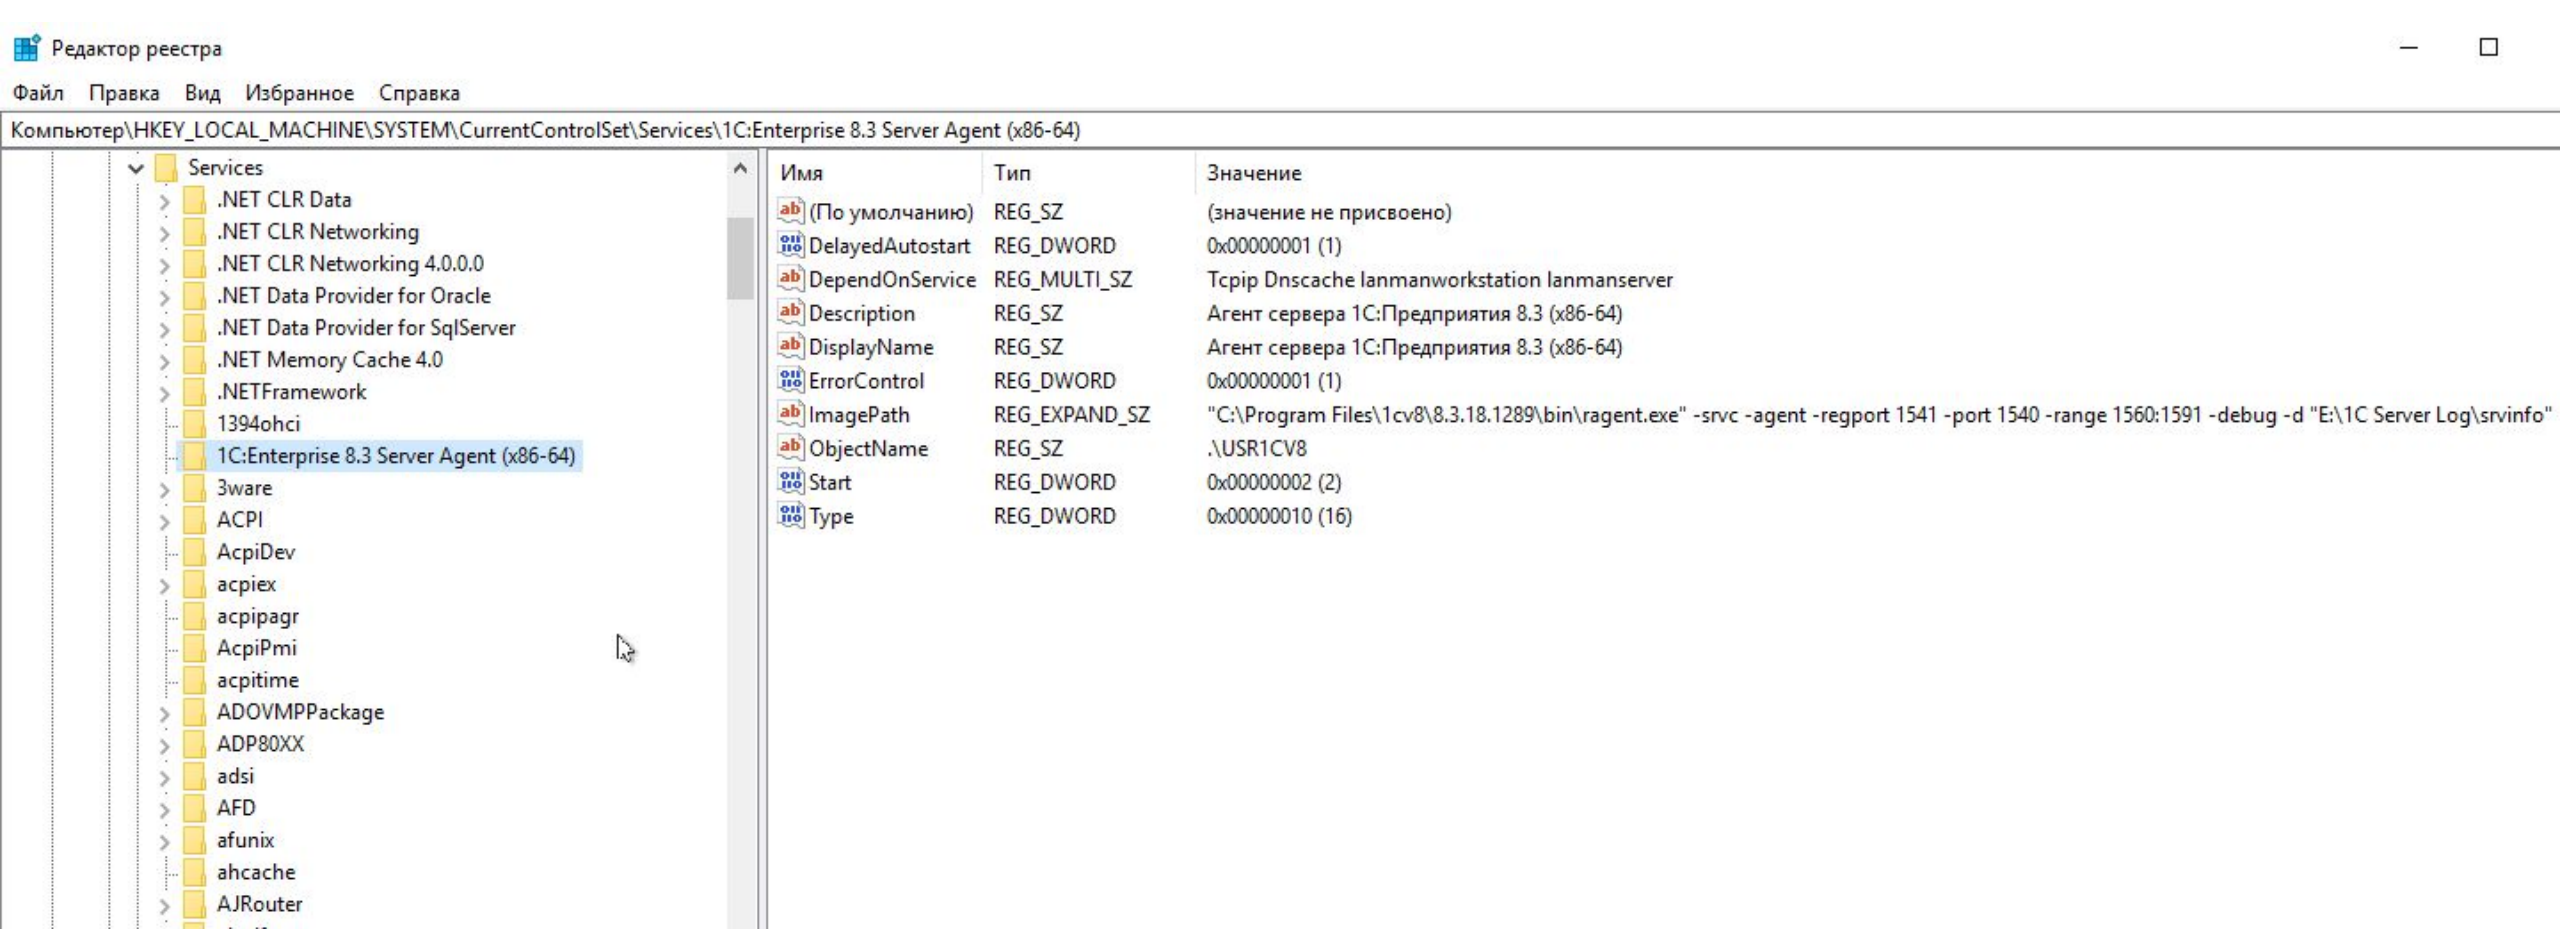 Редактор реестра
Файл Правка Вид Избранное Справка
Компьютер\HKEY_LOCAL_MACHINE\SYSTEM\CurrentControlSet\Services\1C:Enterprise 8.3 Server Agent (x86-64)
Services
.NET CLR Data
.NET CLR Networking
.NET CLR Networking 4.0.0.0
.NET Data Provider for Oracle
.NET Data Provider for SqlServer
.NET Memory Cache 4.0
.NETFramework
1394ohci
1C:Enterprise 8.3 Server Agent (x86-64)
3ware
ACPI
AcpiDev
acpiex
acpipagr
AcpiPmi
acpitime
ADOVMPPackage
ADP80XX
adsi
AFD
afunix
ahcache
AJRouter
Имя Тип Значение
(По умолчанию) REG_SZ (значение не присвоено)
DelayedAutostart REG_DWORD 0x00000001 (1)
DependOnService REG_MULTI_SZ Tcpip Dnscache lanmanworkstation lanmanserver
Description REG_SZ Агент сервера 1С:Предприятия 8.3 (x86-64)
DisplayName REG_SZ Агент сервера 1С:Предприятия 8.3 (x86-64)
ErrorControl REG_DWORD 0x00000001 (1)
ImagePath REG_EXPAND_SZ "C:\Program Files\1cv8\8.3.18.1289\bin\ragent.exe" -srvc -agent -regport 1541 -port 1540 -range 1560:1591 -debug -d "E:\1C Server Log\srvinfo"
ObjectName REG_SZ .\USR1CV8
Start REG_DWORD 0x00000002 (2)
Type REG_DWORD 0x00000010 (16)